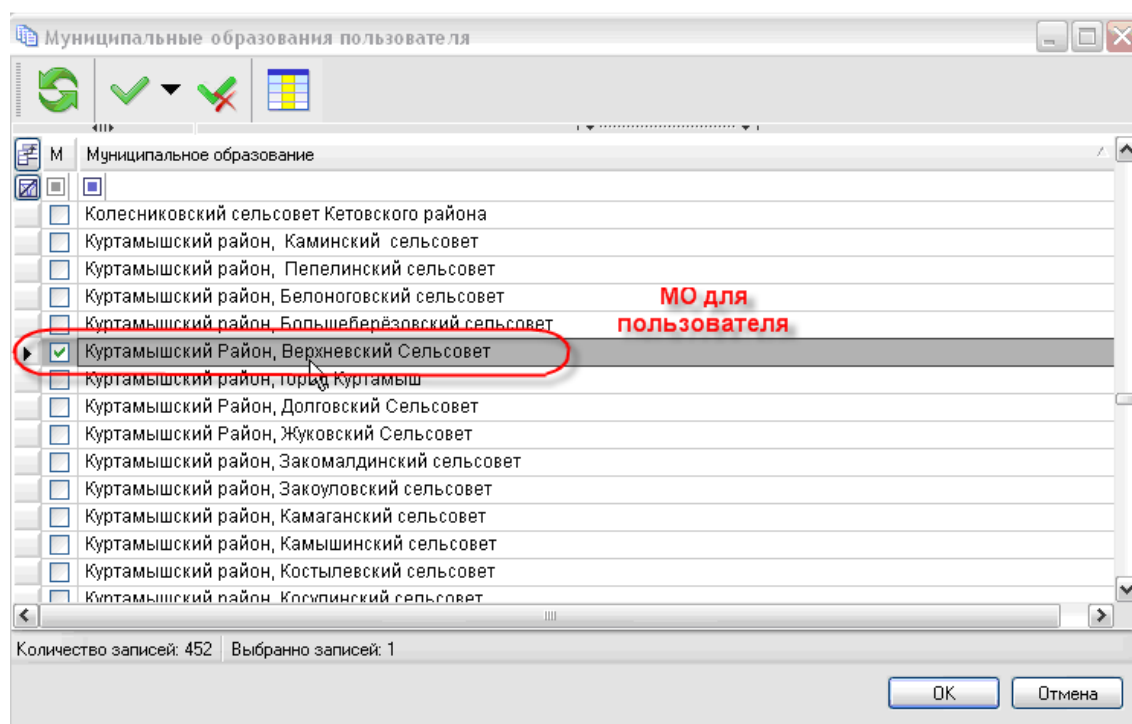 Муниципальные образования пользователя
М Муниципальное образование
Колесниковский сельсовет Кетовского района
Куртамышский район, Каминский сельсовет
Куртамышский район, Пепелинский сельсовет
Куртамышский район, Белоноговский сельсовет
МО для
Куртамышский район, Большеберёзовский сельсовет
пользователя
Куртамышский Район, Верхневский Сельсовет
Куртамышский район, город Куртамыш
Куртамышский Район, Долговский Сельсовет
Куртамышский Район, Жуковский Сельсовет
Куртамышский район, Закомалдинский сельсовет
Куртамышский район, Закоуловский сельсовет
Куртамышский район, Камаганский сельсовет
Куртамышский район, Камышинский сельсовет
Куртамышский район, Костылевский сельсовет
Куртамышский район, Косулинский сельсовет
Количество записей: 452 Выбранно записей: 1
OK Отмена